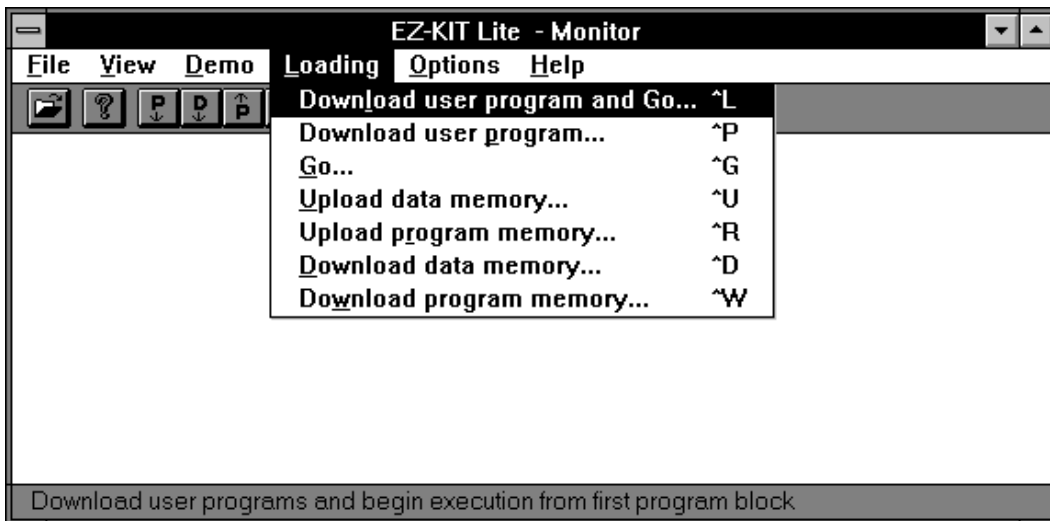 EZ-KIT Lite - Monitor
File View Demo Loading Options Help
P D P
Download user program and Go... ^L
Download user program... ^P
Go... ^G
Upload data memory... ^U
Upload program memory... ^R
Download data memory... ^D
Download program memory... ^W
Download user programs and begin execution from first program block